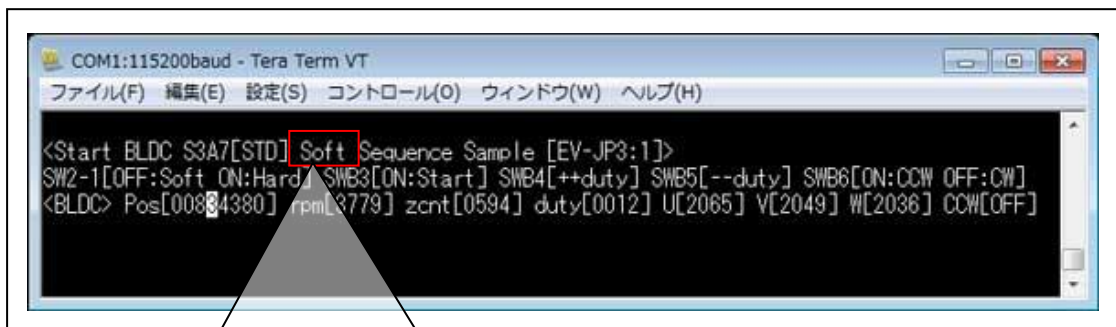 COM1:115200baud - Tera Term VT
ファイル(F) 編集(E) 設定(S) コントロール(O) ウィンドウ(W) ヘルプ(H)
<Start BLDC S3A7[STD] Soft Sequence Sample [EV-JP3:1]>
SW2-1[OFF:Soft ON:Hard] SWB3[ON:Start] SWB4[++duty] SWB5[--duty] SWB6[ON:CCW OFF:CW]
<BLDC> Pos[00834380] rpm[3779] zcnt[0594] duty[0012] U[2065] V[2049] W[2036] CCW[OFF]